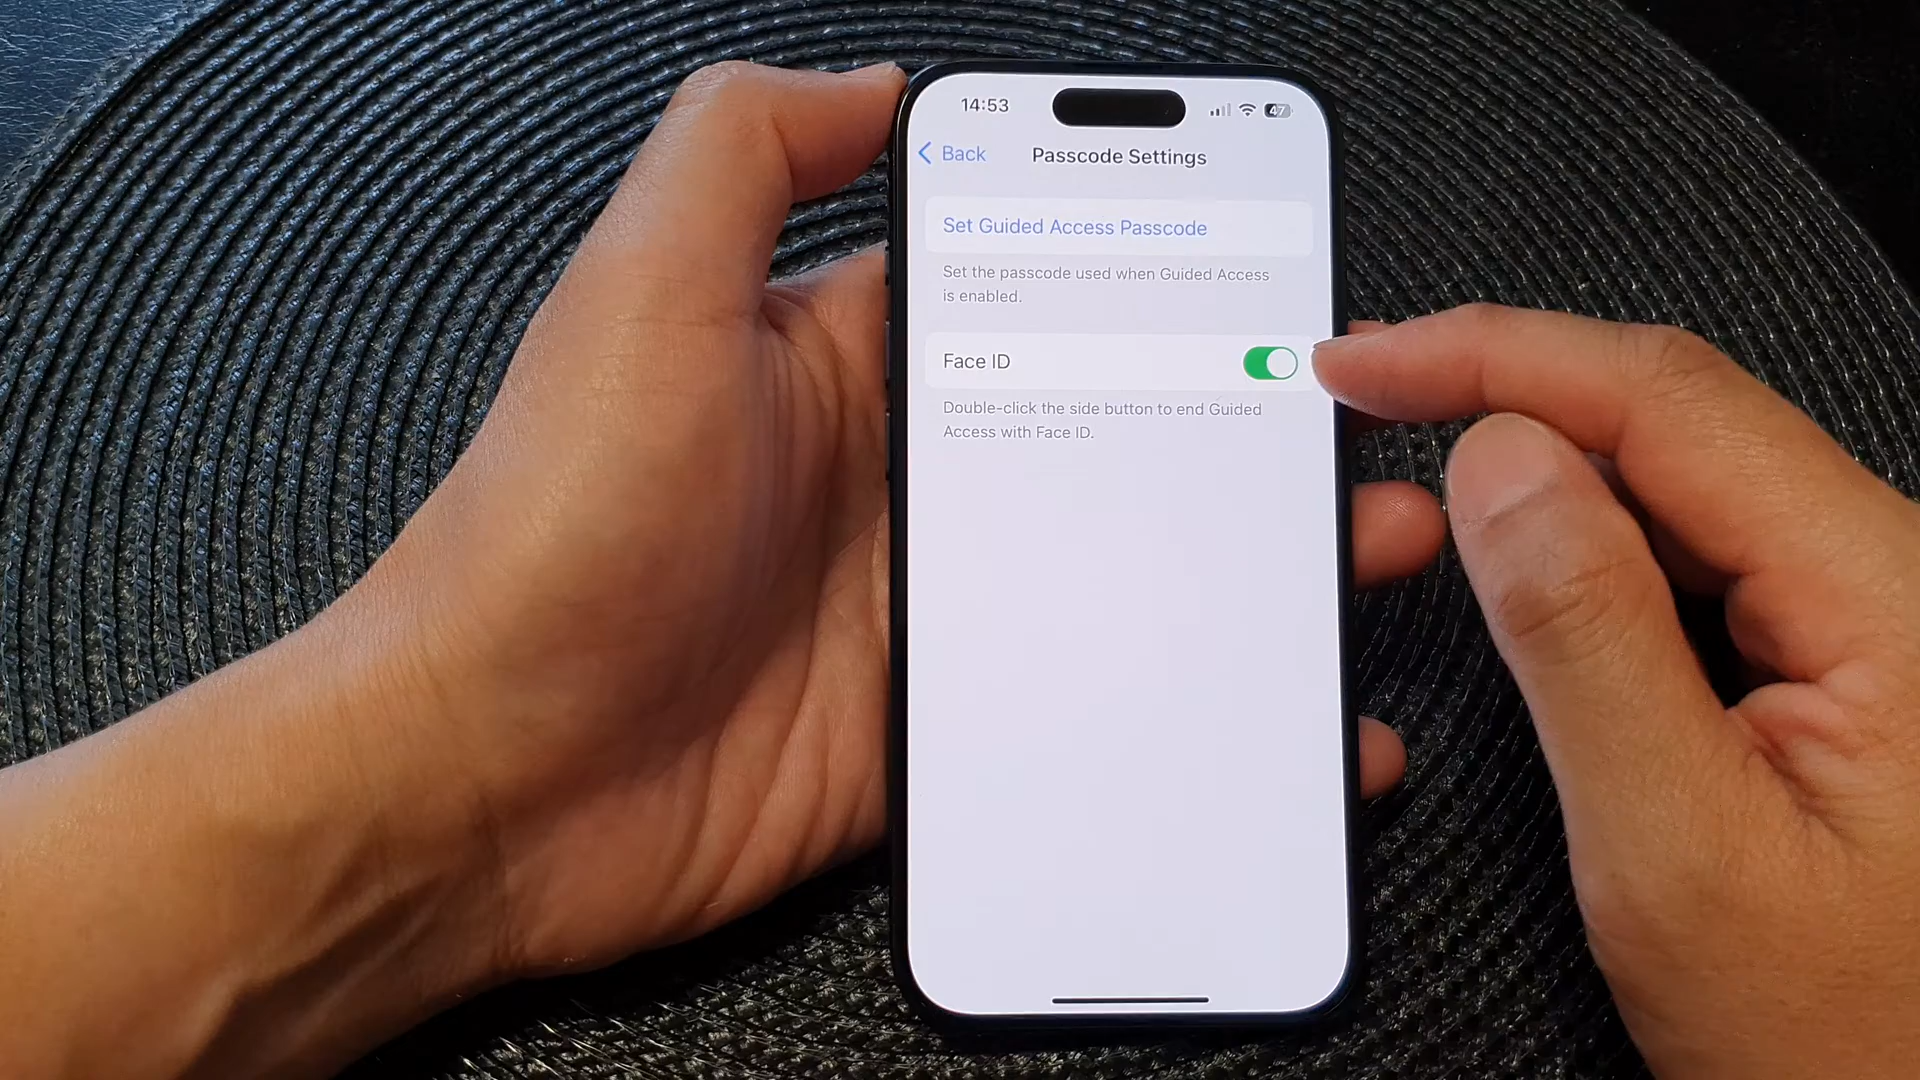 14:53
47
Back
Passcode Settings
Set Guided Access Passcode
Set the passcode used when Guided Access
is enabled.
Face ID
Double-click the side button to end Guided
Access with Face ID.